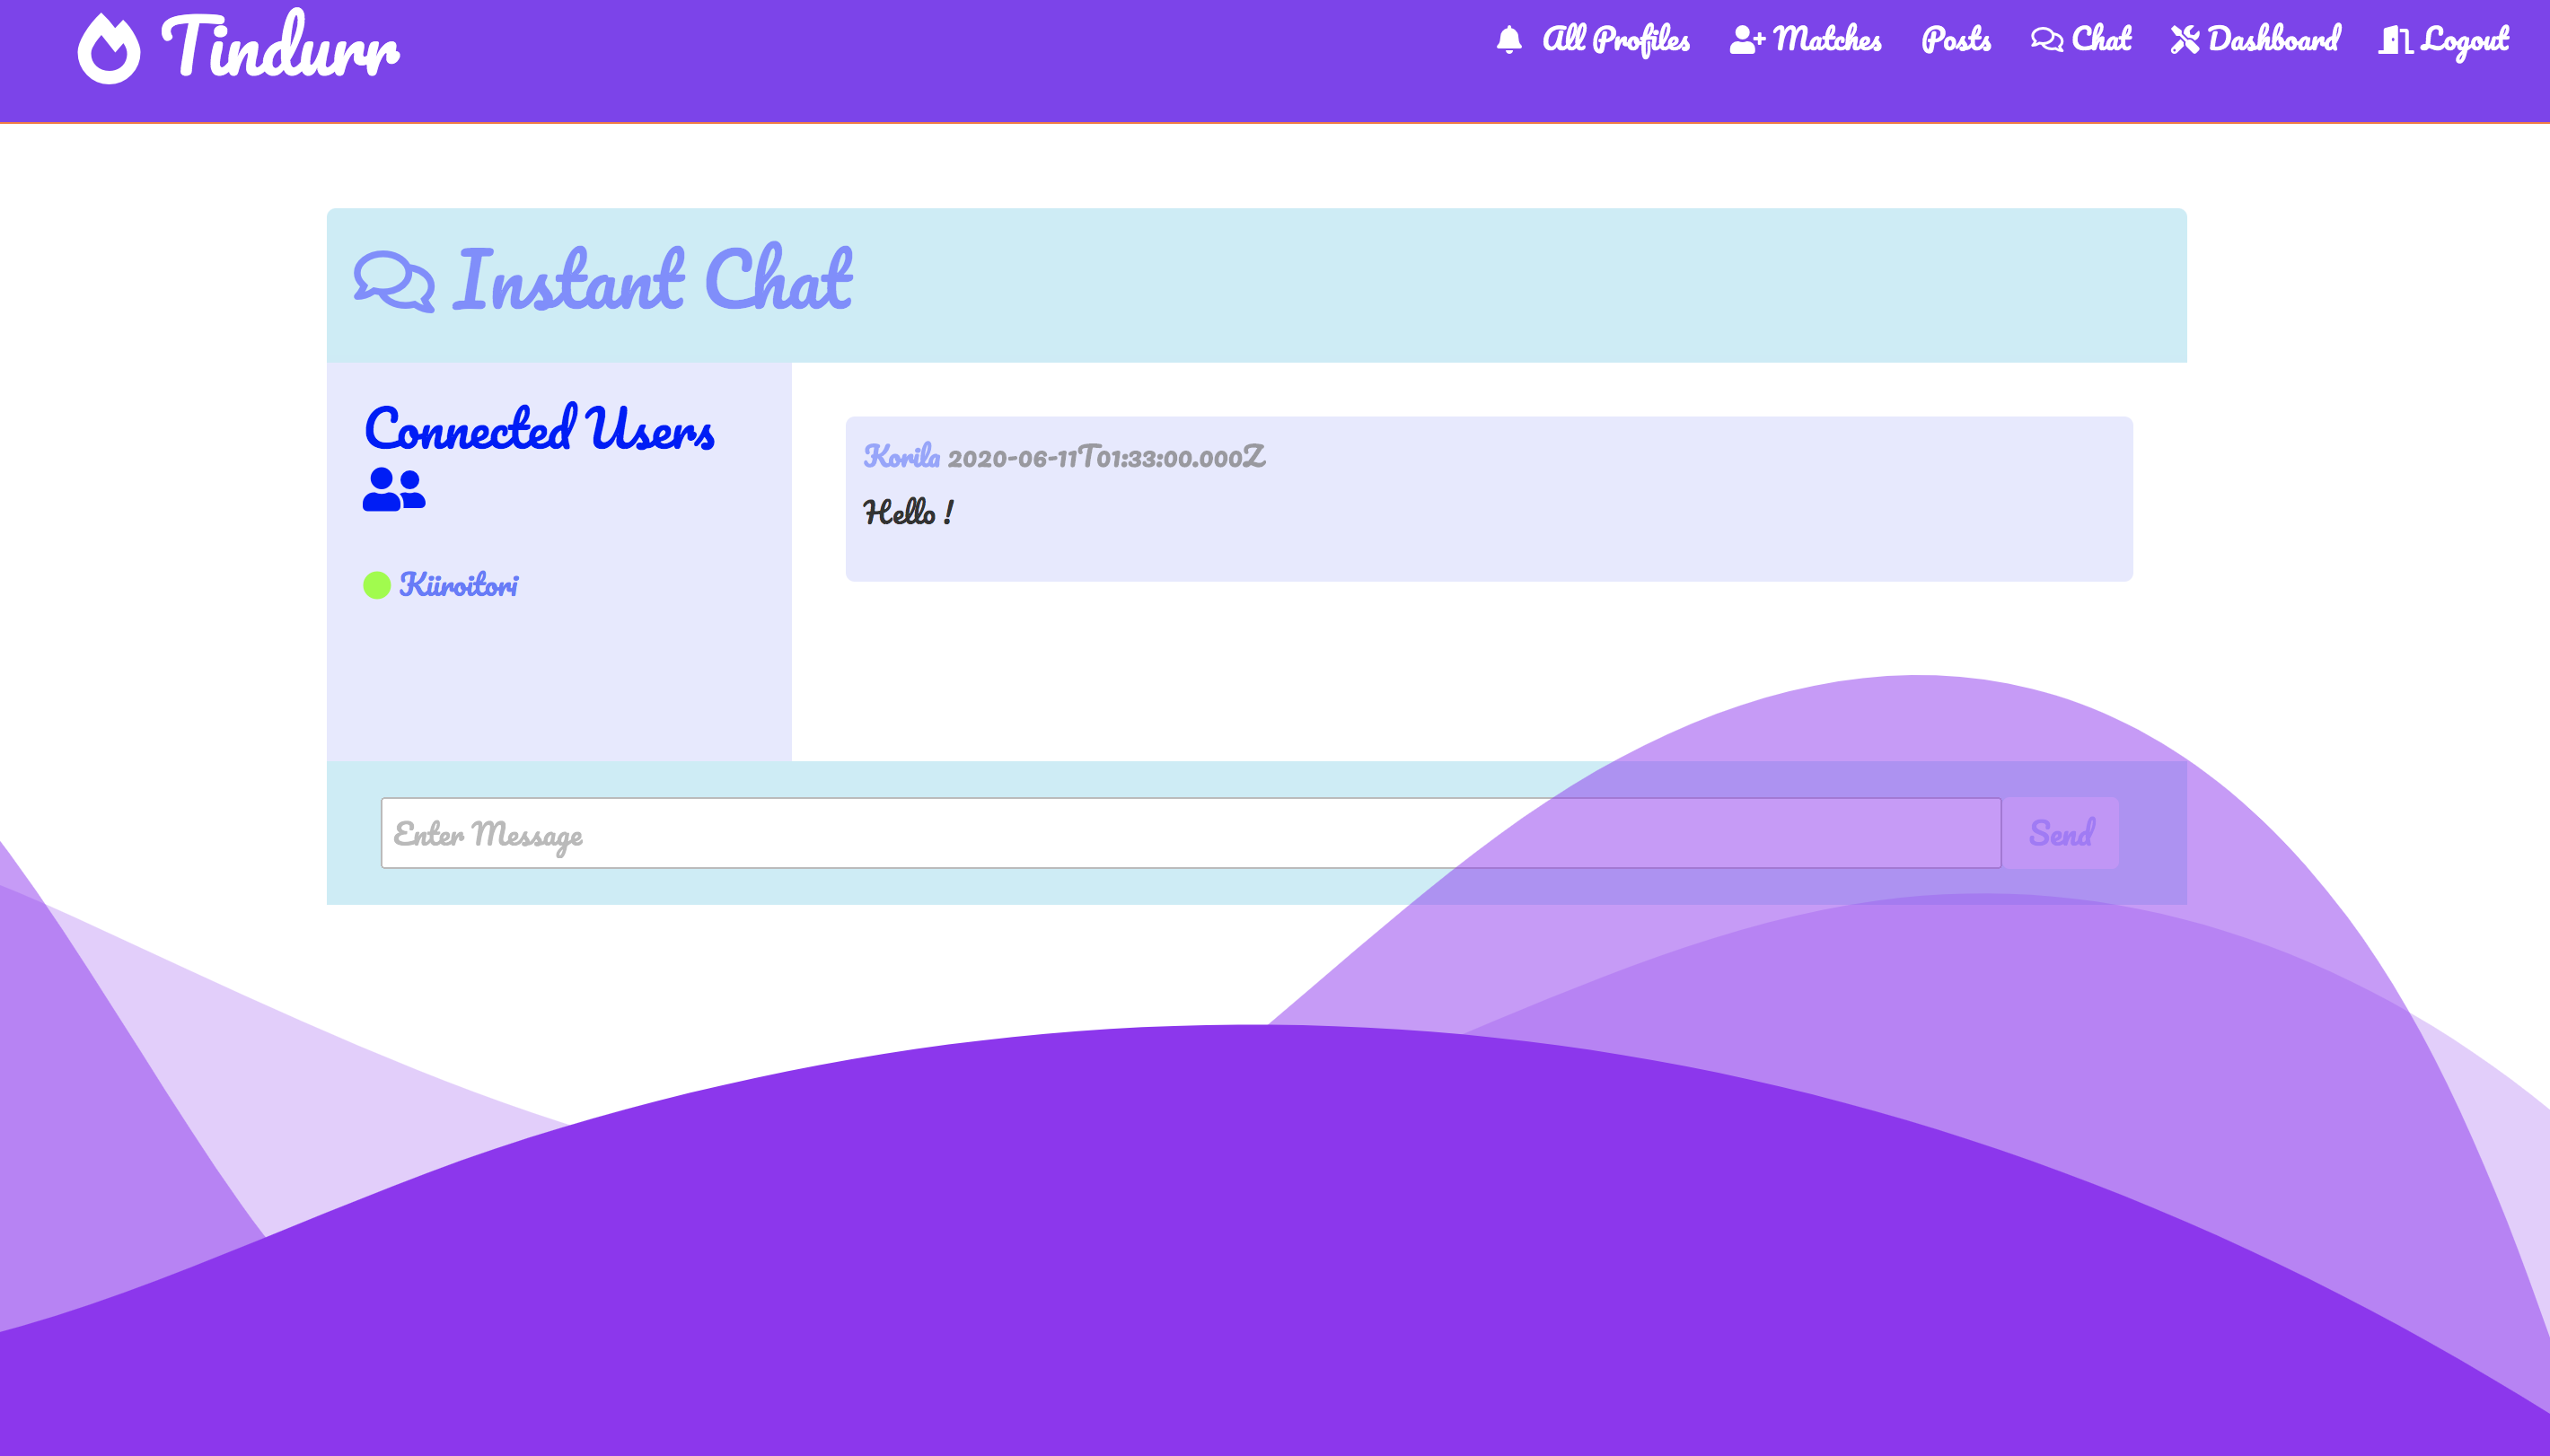 Tindurr
All Profiles Matches Posts Chat Dashboard Logout
Instant Chat
Connected Users
Kiiroitori
Korila 2020-06-11T01:33:00.000Z
Hello !
Enter Message
Send